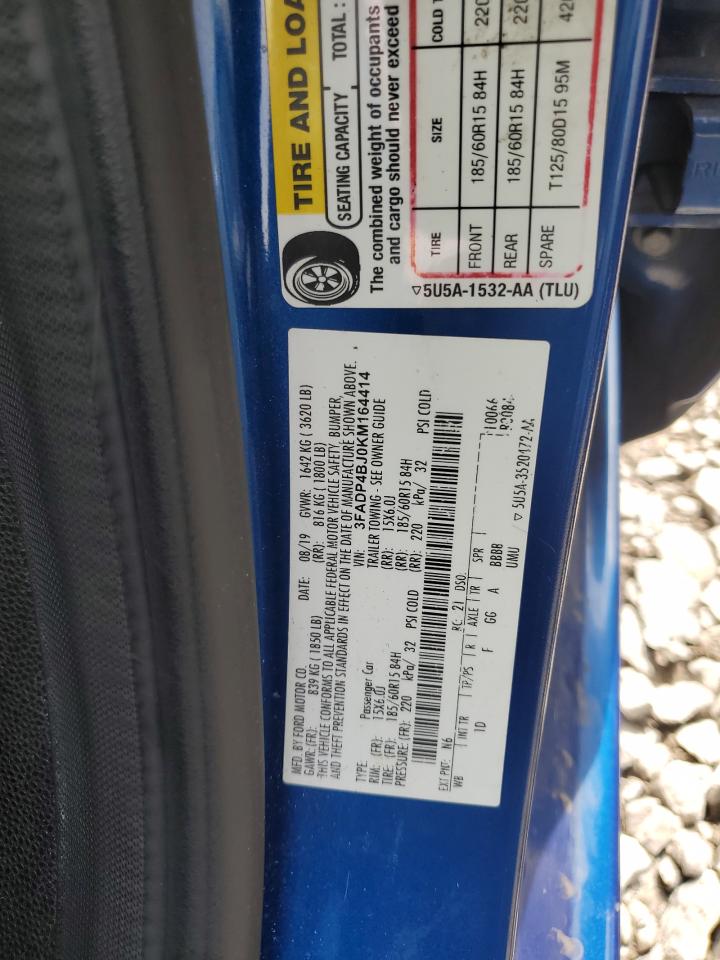 TIRE AND LOA
SEATING CAPACITY TOTAL :
The combined weight of occupants
and cargo should never exceed
TIRE SIZE COLD
FRONT 185/60R15 84H 220
REAR 185/60R15 84H 220
SPARE T125/80D15 95M 420
▽5U5A-1532-AA (TLU)
MFD. BY FORD MOTOR CO. DATE: 08/19 GVWR: 1642 KG ( 3620 LB)
GAWR: (FR): 839 KG ( 1850 LB) (RR): 816 KG ( 1800 LB)
THIS VEHICLE CONFORMS TO ALL APPLICABLE FEDERAL MOTOR VEHICLE SAFETY, BUMPER,
AND THEFT PREVENTION STANDARDS IN EFFECT ON THE DATE OF MANUFACTURE SHOWN ABOVE.
VIN: 3FADP4BJ0KM164414
TYPE: Passenger Car TRAILER TOWING - SEE OWNER GUIDE
RIM: (FR): 15X6.0J (RR): 15X6.0J
TIRE: (FR): 185/60R15 84H (RR): 185/60R15 84H
PRESSURE: (FR): 220 kPa/ 32 PSI COLD (RR): 220 kPa/ 32 PSI COLD
EXT PNT: N6 RC: 21 DSO:
WB INT TR TP/PS R AXLE TR SPR
1D F GG A BBBB
UMU
▽ 5U5A-3520172-AA